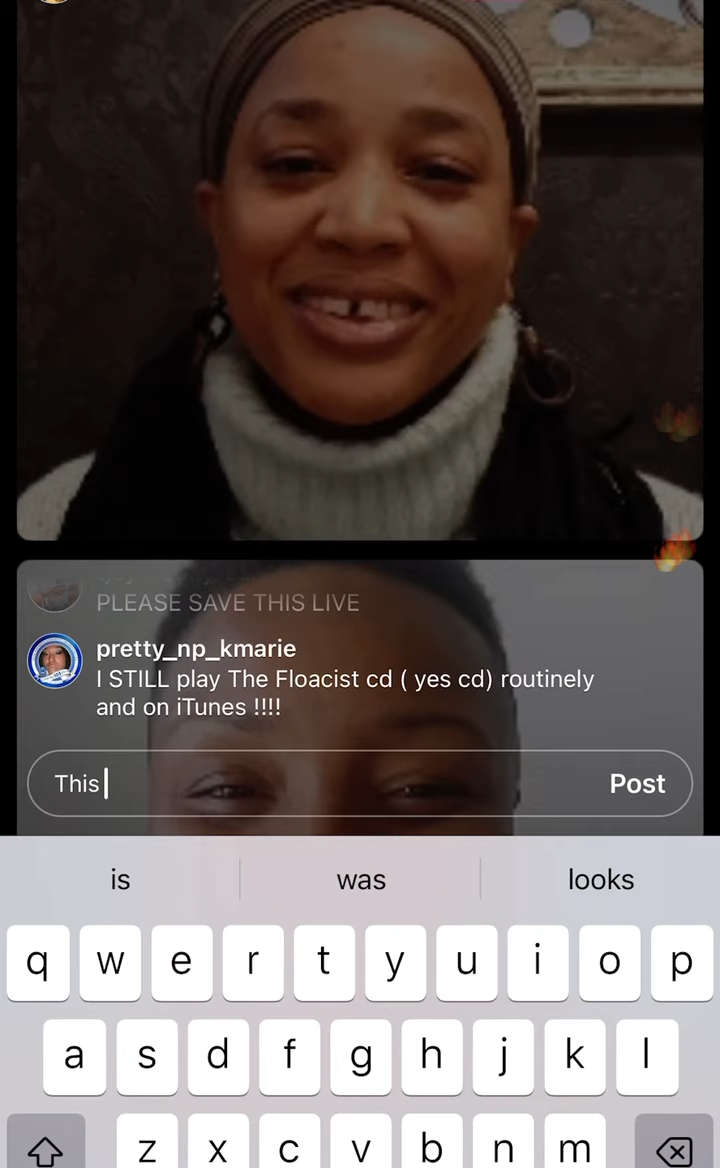 PLEASE SAVE THIS LIVE
pretty_np_kmarie
I STILL play The Floacist cd ( yes cd) routinely
and on iTunes !!!!
This
Post
is was looks
q w e r t y u i o p
a s d f g h j k l
z x c v b n m